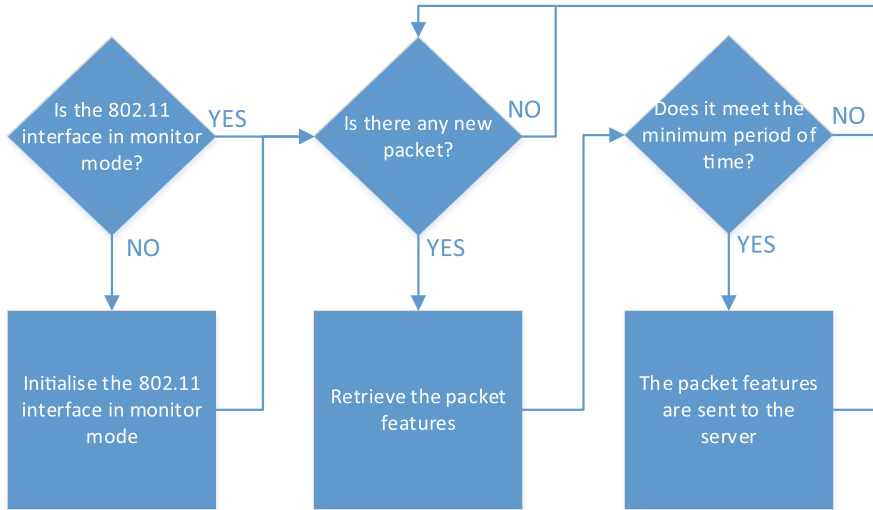 Is the 802.11
interface in monitor
mode?
YES
NO
Initialise the 802.11
interface in monitor
mode
Is there any new
packet?
NO
YES
Retrieve the packet
features
Does it meet the
minimum period of
time?
NO
YES
The packet features
are sent to the
server